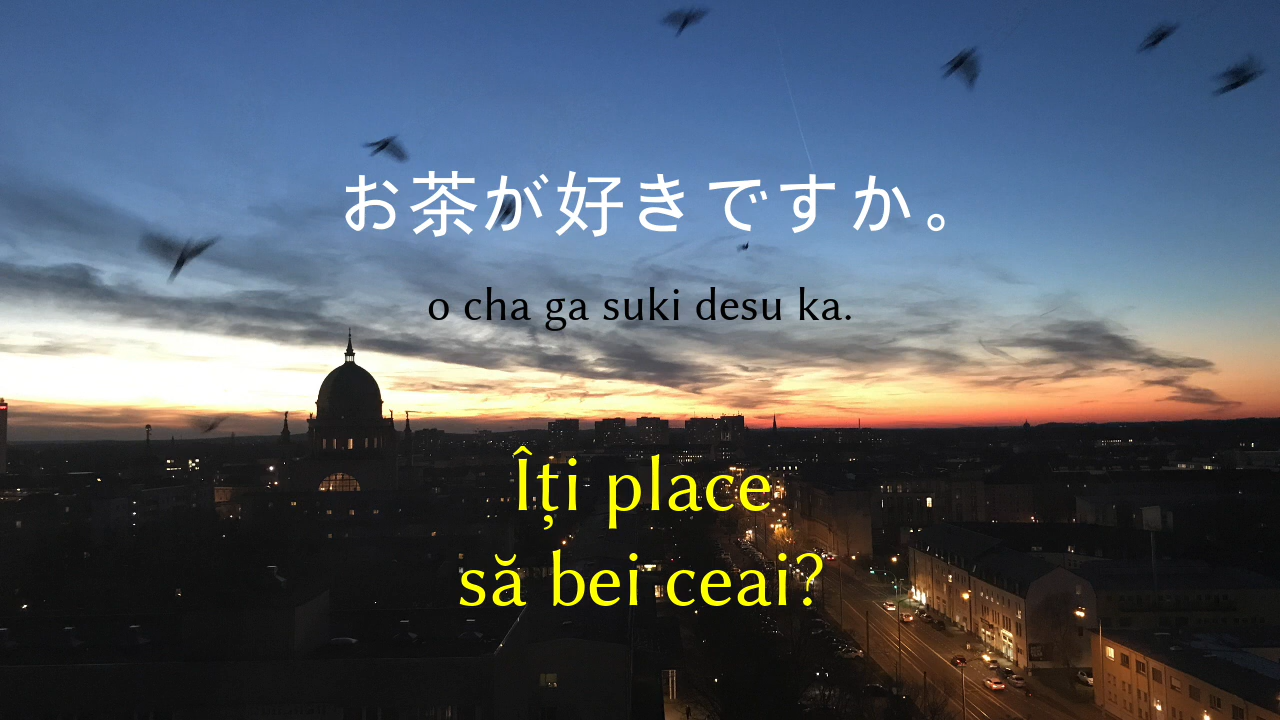 お茶が好きですか。
o cha ga suki desu ka.
Îți place
să bei ceai?